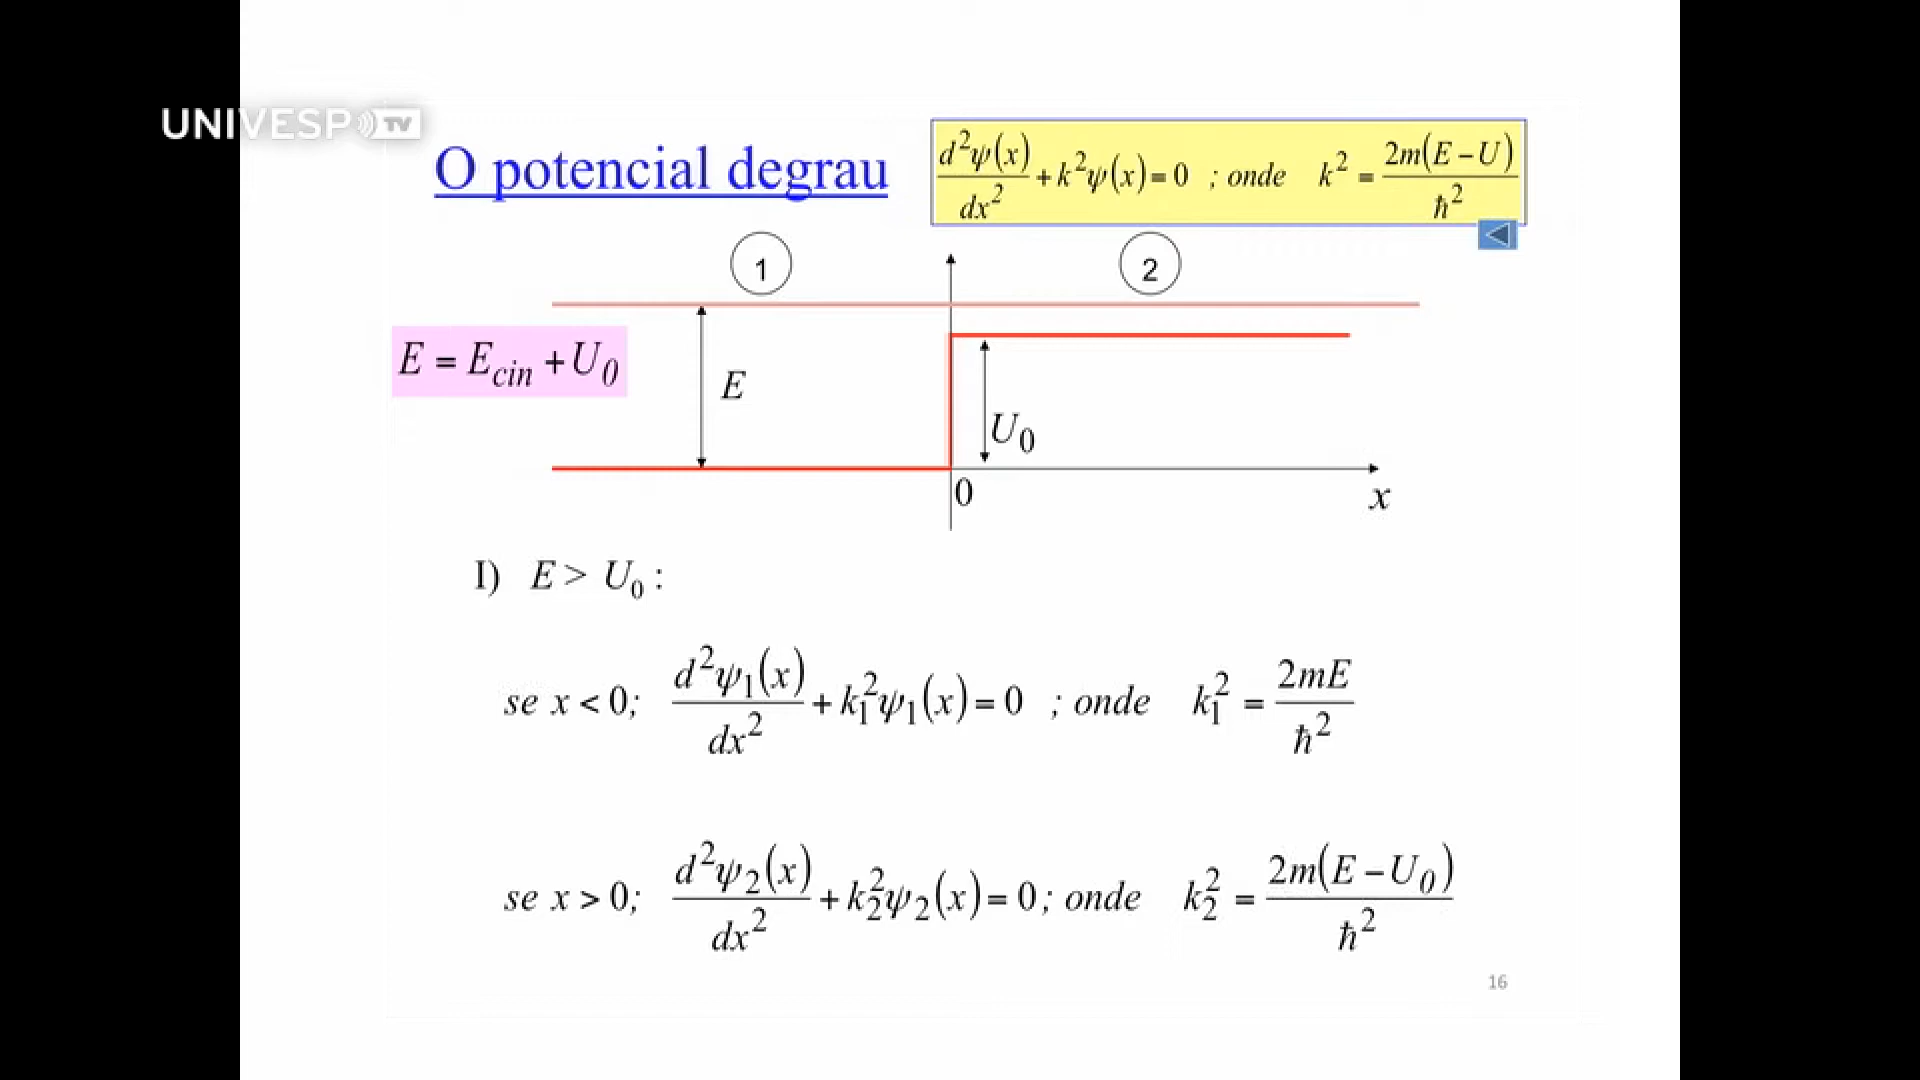 UNIVESP TV
O potencial degrau
d²ψ(x)/dx² + k²ψ(x) = 0 ; onde k² = 2m(E − U)/ħ²
1
2
E = E_cin + U_0
E
U_0
0
x
I) E > U_0 :
se x < 0; d²ψ_1(x)/dx² + k_1²ψ_1(x) = 0 ; onde k_1² = 2mE/ħ²
se x > 0; d²ψ_2(x)/dx² + k_2²ψ_2(x) = 0 ; onde k_2² = 2m(E − U_0)/ħ²
16